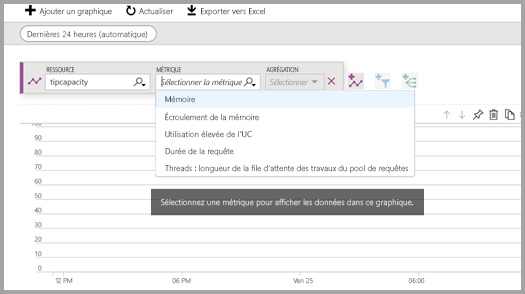 Ajouter un graphique Actualiser Exporter vers Excel
Dernières 24 heures (automatique)
RESSOURCE MÉTRIQUE AGRÉGATION
tipcapacity Sélectionner la métrique Sélectionner
Mémoire
Écroulement de la mémoire
Utilisation élevée de l'UC
Durée de la requête
Threads : longueur de la file d'attente des travaux du pool de requêtes
100
90
80
70
60
50
40
30
20
10
0
Sélectionnez une métrique pour afficher les données dans ce graphique.
12 PM 06 PM Ven 25 06:00